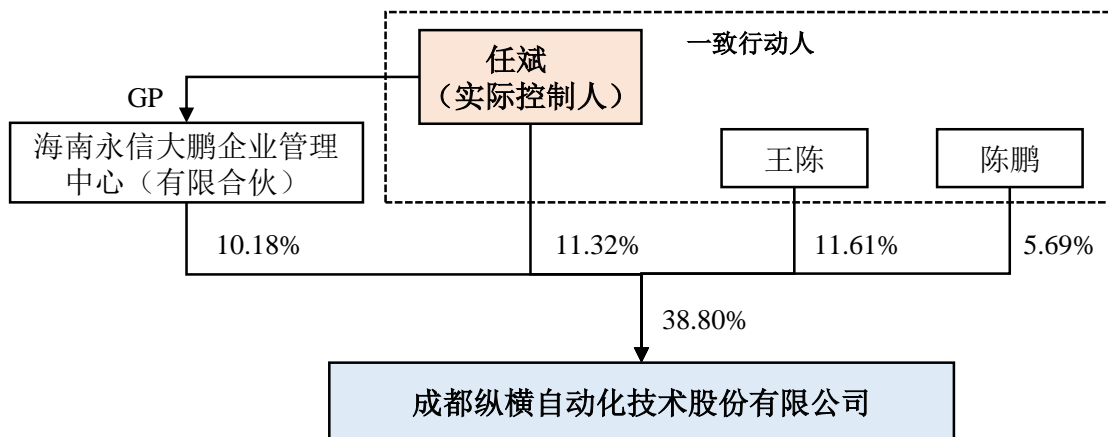 一致行动人
任斌
（实际控制人）
GP
海南永信大鹏企业管理
中心（有限合伙）
王陈
陈鹏
10.18%
11.32%
11.61%
5.69%
38.80%
成都纵横自动化技术股份有限公司